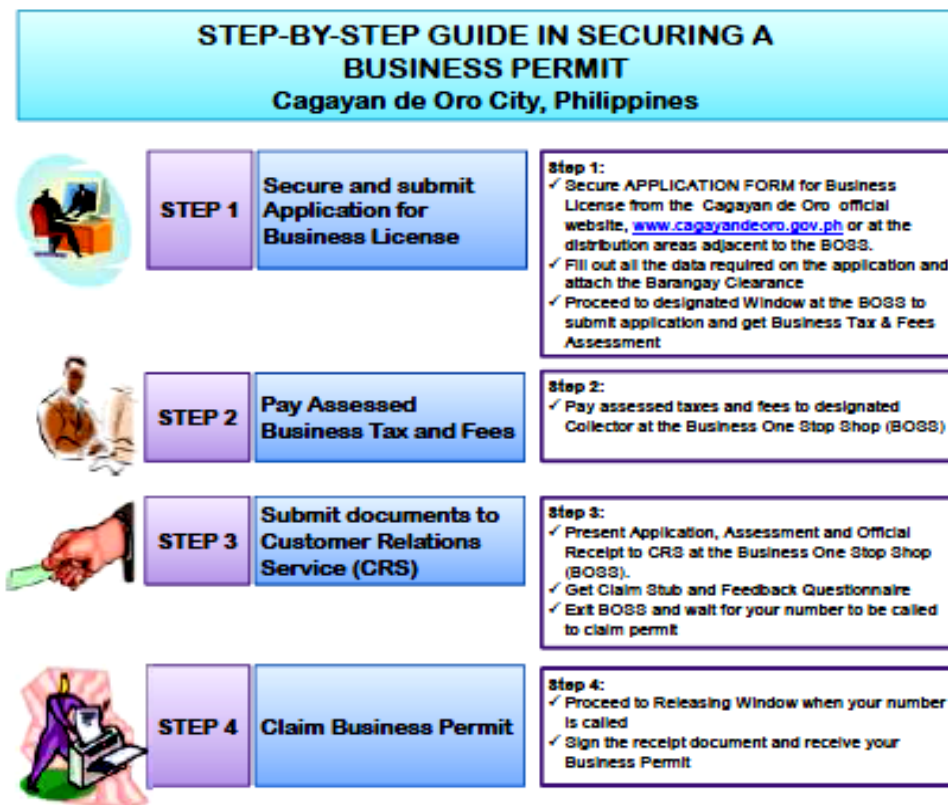 STEP-BY-STEP GUIDE IN SECURING A
BUSINESS PERMIT
Cagayan de Oro City, Philippines
STEP 1
Secure and submit
Application for
Business License
Step 1:
✓ Secure APPLICATION FORM for Business
License from the Cagayan de Oro official
website, www.cagayandeoro.gov.ph or at the
distribution areas adjacent to the BOSS.
✓ Fill out all the data required on the application and
attach the Barangay Clearance
✓ Proceed to designated Window at the BOSS to
submit application and get Business Tax & Fees
Assessment
STEP 2
Pay Assessed
Business Tax and Fees
Step 2:
✓ Pay assessed taxes and fees to designated
Collector at the Business One Stop Shop (BOSS)
STEP 3
Submit documents to
Customer Relations
Service (CRS)
Step 3:
✓ Present Application, Assessment and Official
Receipt to CRS at the Business One Stop Shop
(BOSS).
✓ Get Claim Stub and Feedback Questionnaire
✓ Exit BOSS and wait for your number to be called
to claim permit
STEP 4
Claim Business Permit
Step 4:
✓ Proceed to Releasing Window when your number
is called
✓ Sign the receipt document and receive your
Business Permit